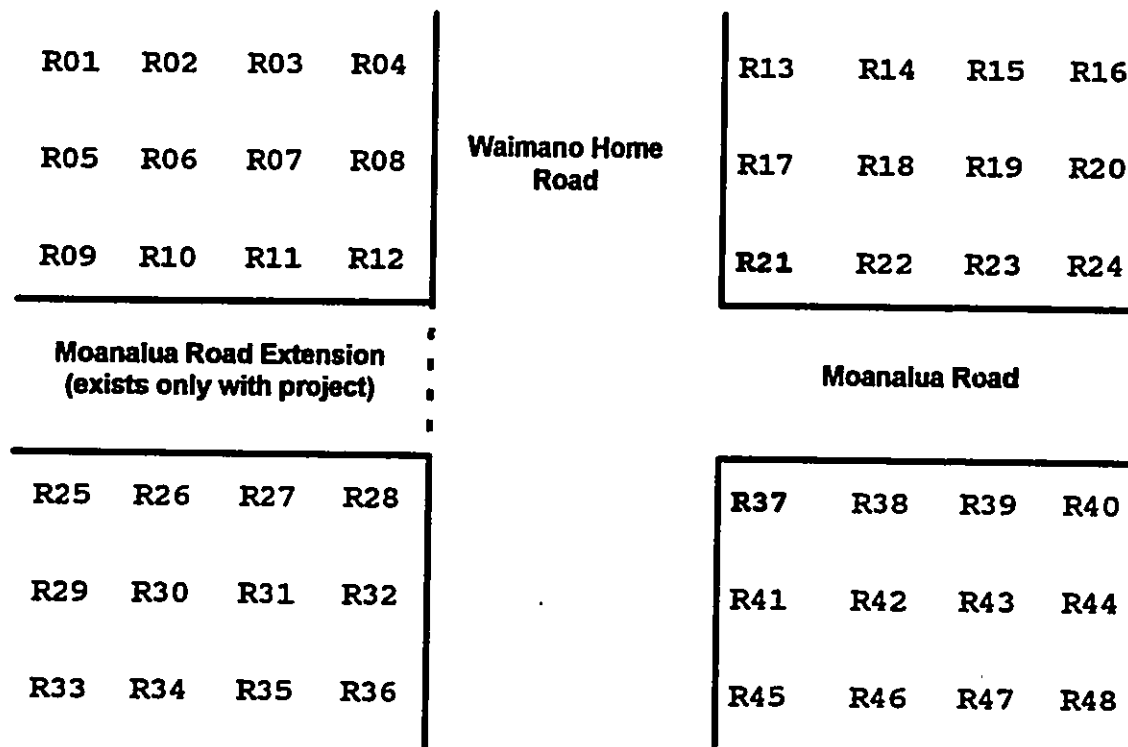 R01 R02 R03 R04
R05 R06 R07 R08
R09 R10 R11 R12
Waimano Home
Road
R13 R14 R15 R16
R17 R18 R19 R20
R21 R22 R23 R24
Moanalua Road Extension
(exists only with project)
Moanalua Road
R25 R26 R27 R28
R29 R30 R31 R32
R33 R34 R35 R36
R37 R38 R39 R40
R41 R42 R43 R44
R45 R46 R47 R48